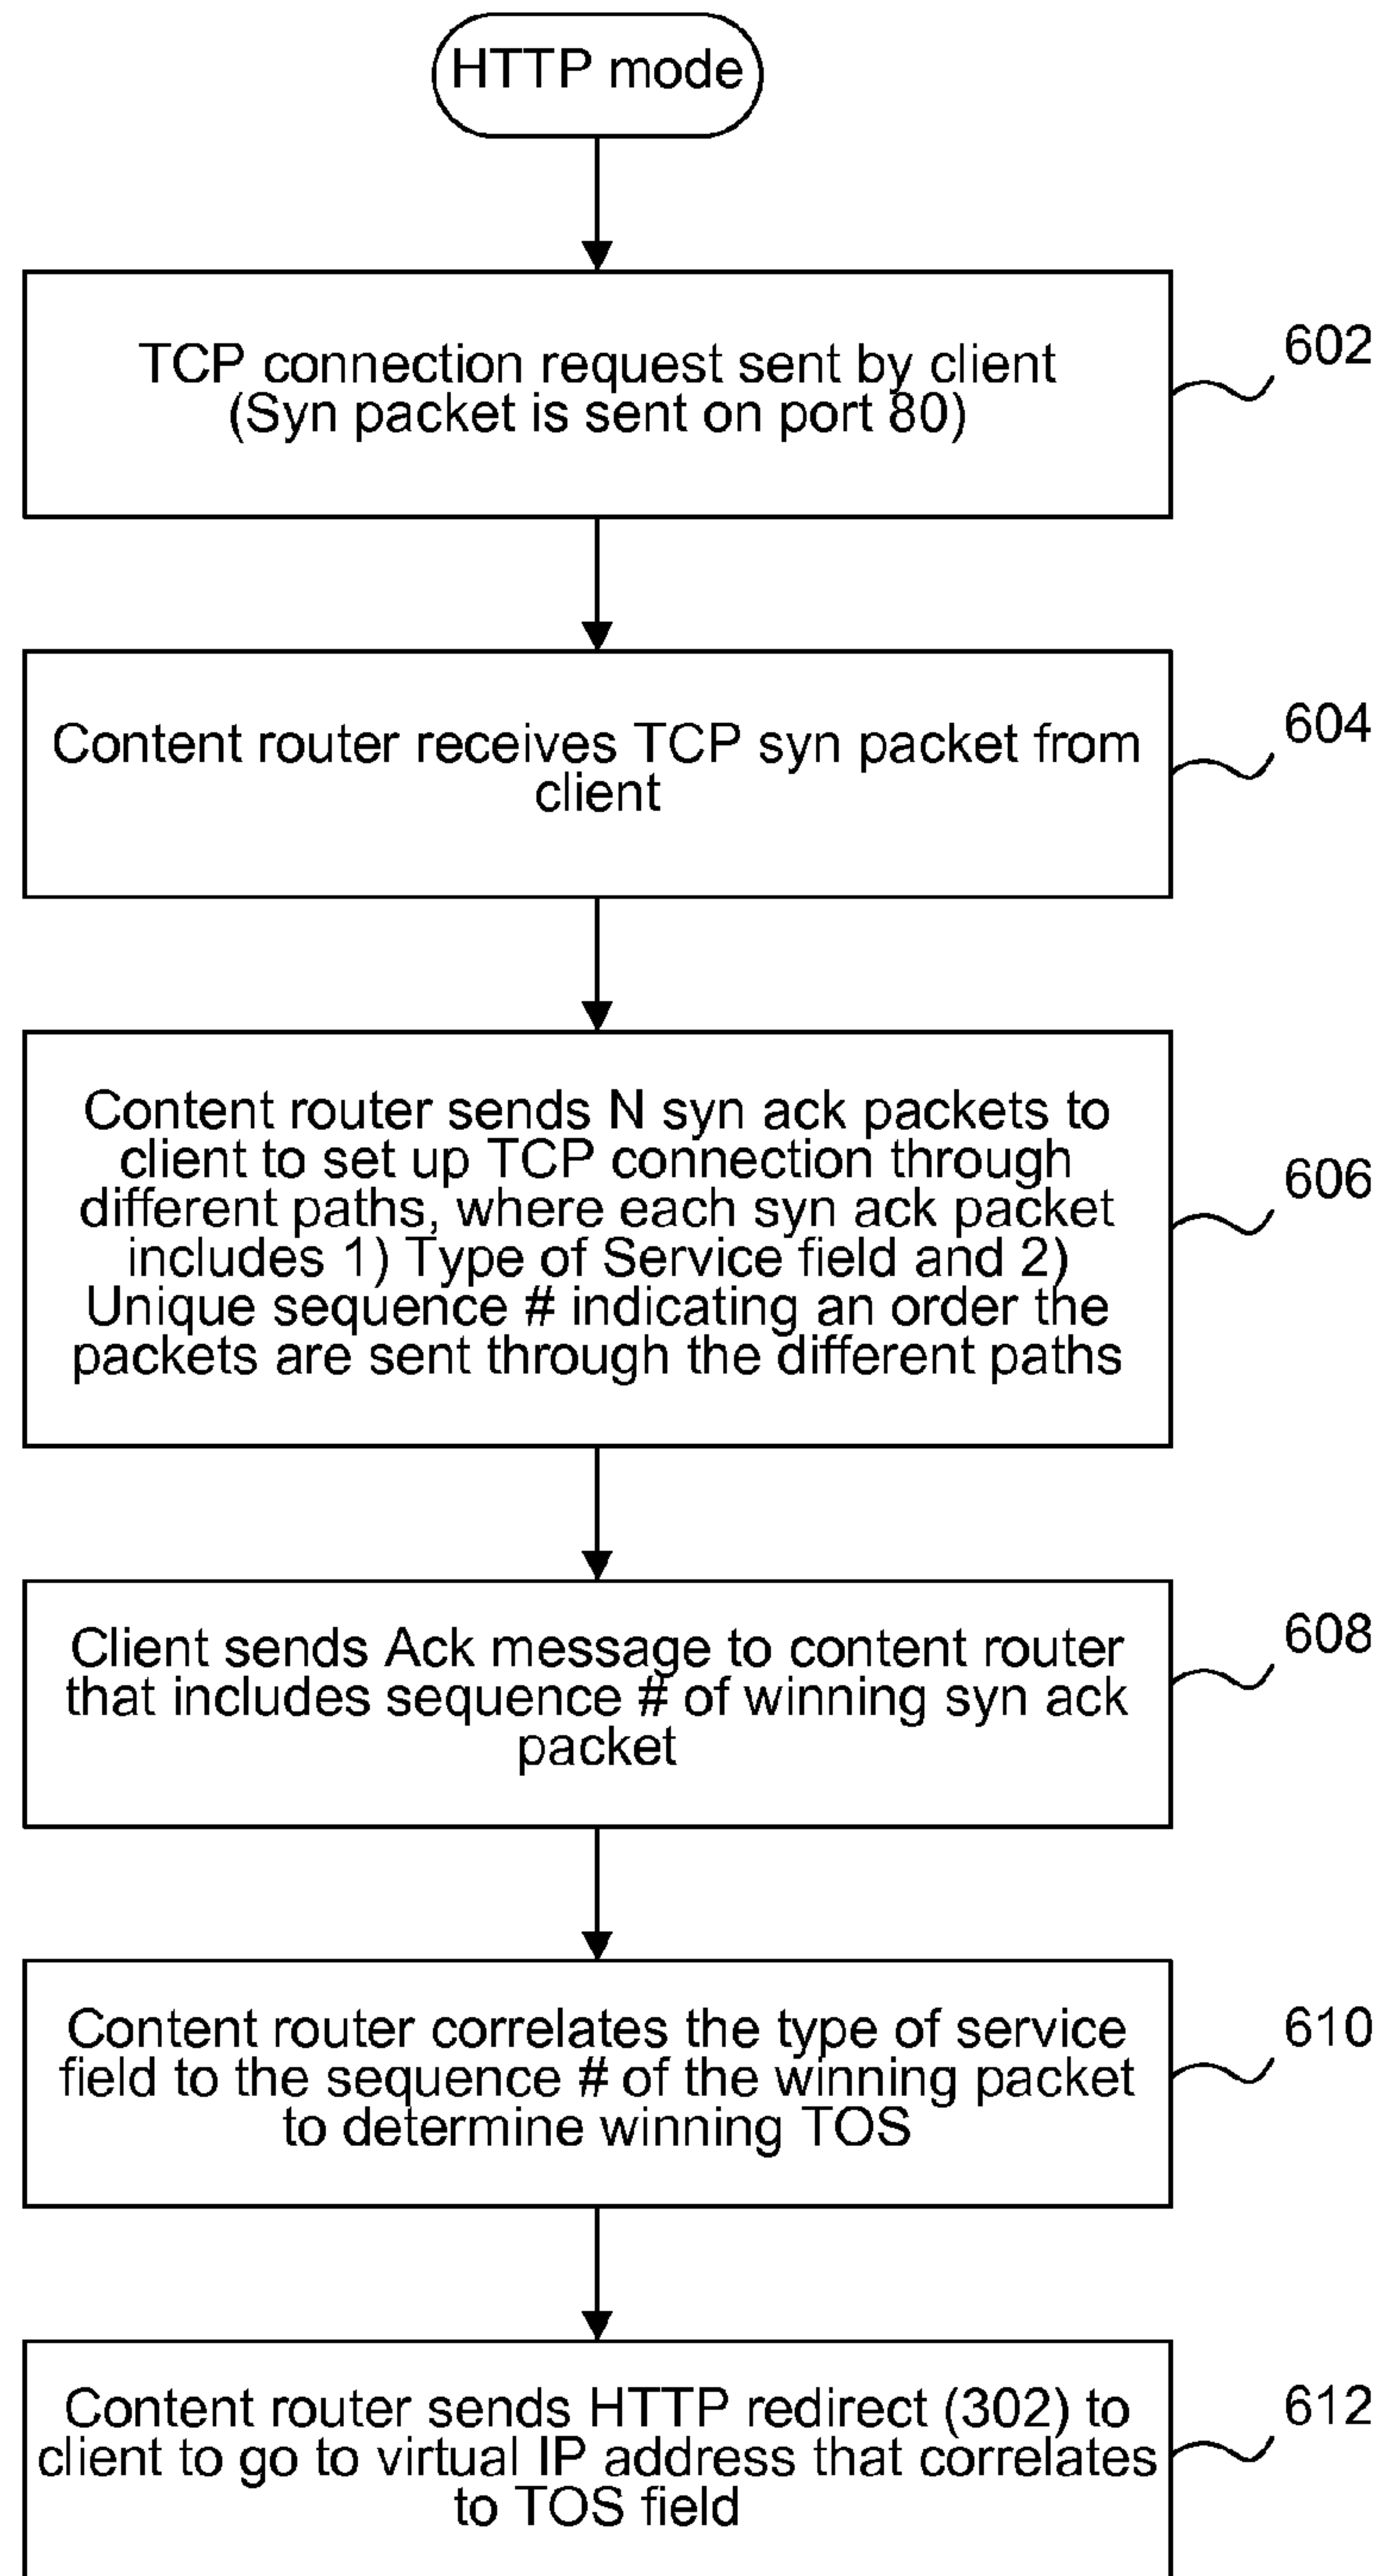 HTTP mode
TCP connection request sent by client
(Syn packet is sent on port 80)
602
Content router receives TCP syn packet from
client
604
Content router sends N syn ack packets to
client to set up TCP connection through
different paths, where each syn ack packet
includes 1) Type of Service field and 2)
Unique sequence # indicating an order the
packets are sent through the different paths
606
Client sends Ack message to content router
that includes sequence # of winning syn ack
packet
608
Content router correlates the type of service
field to the sequence # of the winning packet
to determine winning TOS
610
Content router sends HTTP redirect (302) to
client to go to virtual IP address that correlates
to TOS field
612